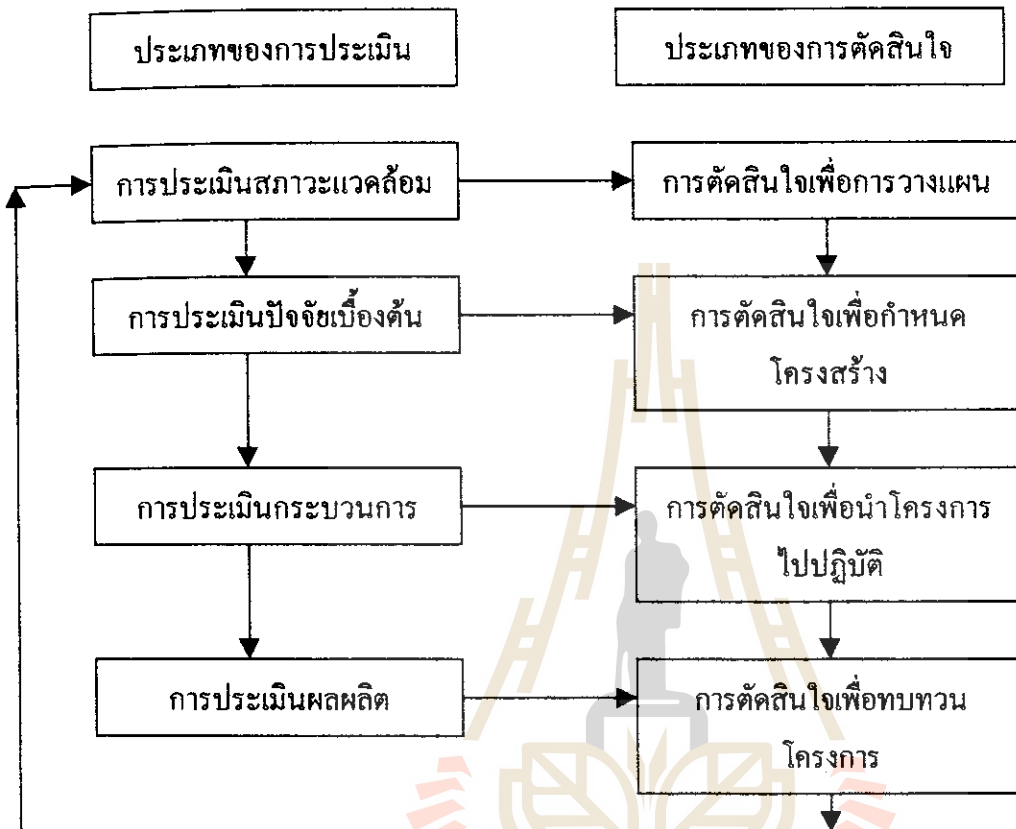 ประเภทของการประเมิน
ประเภทของการตัดสินใจ
การประเมินสภาวะแวดล้อม
การตัดสินใจเพื่อการวางแผน
การประเมินปัจจัยเบื้องต้น
การตัดสินใจเพื่อกำหนด
โครงสร้าง
การประเมินกระบวนการ
การตัดสินใจเพื่อนำโครงการ
ไปปฏิบัติ
การประเมินผลผลิต
การตัดสินใจเพื่อทบทวน
โครงการ